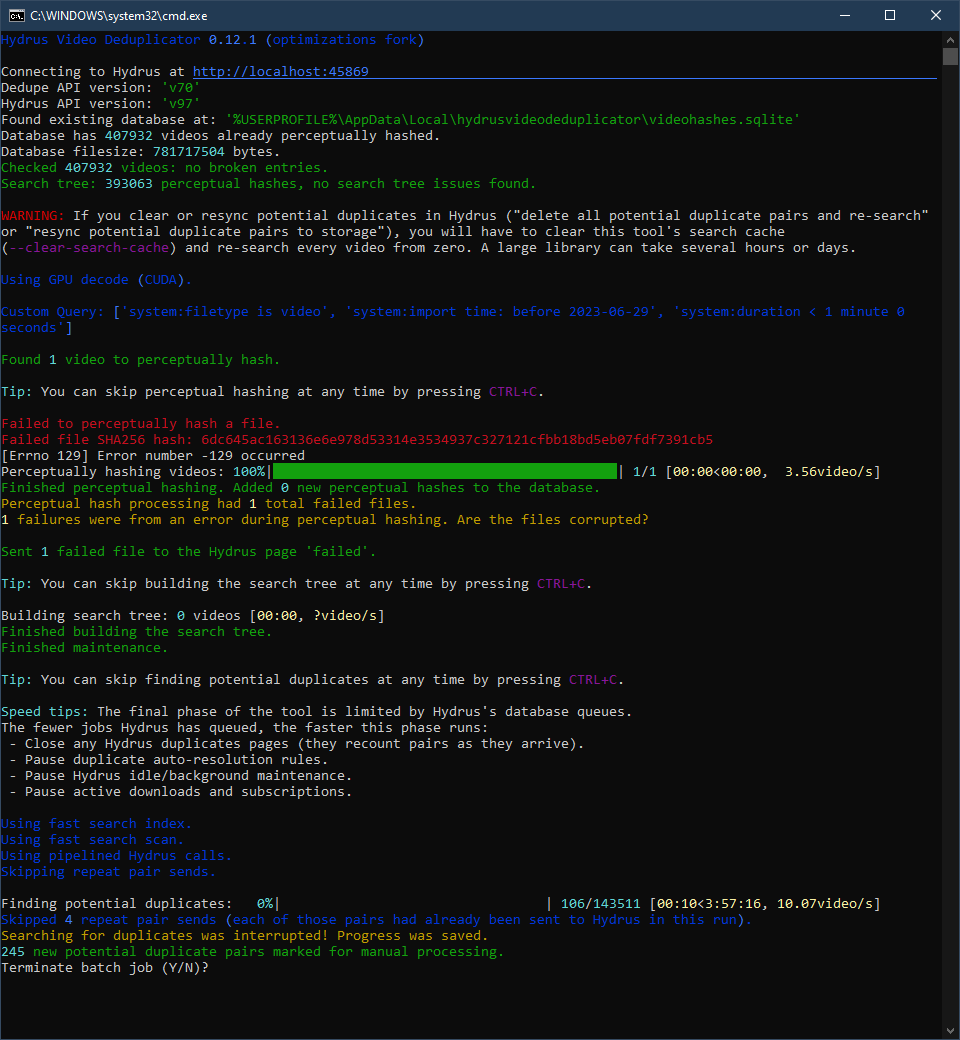 C:\WINDOWS\system32\cmd.exe
Hydrus Video Deduplicator 0.12.1 (optimizations fork)
Connecting to Hydrus at http://localhost:45869
Dedupe API version: 'v70'
Hydrus API version: 'v97'
Found existing database at: '%USERPROFILE%\AppData\Local\hydrusvideodeduplicator\videohashes.sqlite'
Database has 407932 videos already perceptually hashed.
Database filesize: 781717504 bytes.
Checked 407932 videos: no broken entries.
Search tree: 393063 perceptual hashes, no search tree issues found.
WARNING: If you clear or resync potential duplicates in Hydrus ("delete all potential duplicate pairs and re-search"
or "resync potential duplicate pairs to storage"), you will have to clear this tool's search cache
(--clear-search-cache) and re-search every video from zero. A large library can take several hours or days.
Using GPU decode (CUDA).
Custom Query: ['system:filetype is video', 'system:import time: before 2023-06-29', 'system:duration < 1 minute 0
seconds']
Found 1 video to perceptually hash.
Tip: You can skip perceptual hashing at any time by pressing CTRL+C.
Failed to perceptually hash a file.
Failed file SHA256 hash: 6dc645ac163136e6e978d53314e3534937c327121cfbb18bd5eb07fdf7391cb5
[Errno 129] Error number -129 occurred
Perceptually hashing videos: 100%| | 1/1 [00:00<00:00, 3.56video/s]
Finished perceptual hashing. Added 0 new perceptual hashes to the database.
Perceptual hash processing had 1 total failed files.
1 failures were from an error during perceptual hashing. Are the files corrupted?
Sent 1 failed file to the Hydrus page 'failed'.
Tip: You can skip building the search tree at any time by pressing CTRL+C.
Building search tree: 0 videos [00:00, ?video/s]
Finished building the search tree.
Finished maintenance.
Tip: You can skip finding potential duplicates at any time by pressing CTRL+C.
Speed tips: The final phase of the tool is limited by Hydrus's database queues.
The fewer jobs Hydrus has queued, the faster this phase runs:
- Close any Hydrus duplicates pages (they recount pairs as they arrive).
- Pause duplicate auto-resolution rules.
- Pause Hydrus idle/background maintenance.
- Pause active downloads and subscriptions.
Using fast search index.
Using fast search scan.
Using pipelined Hydrus calls.
Skipping repeat pair sends.
Finding potential duplicates: 0%| | 106/143511 [00:10<3:57:16, 10.07video/s]
Skipped 4 repeat pair sends (each of those pairs had already been sent to Hydrus in this run).
Searching for duplicates was interrupted! Progress was saved.
245 new potential duplicate pairs marked for manual processing.
Terminate batch job (Y/N)?